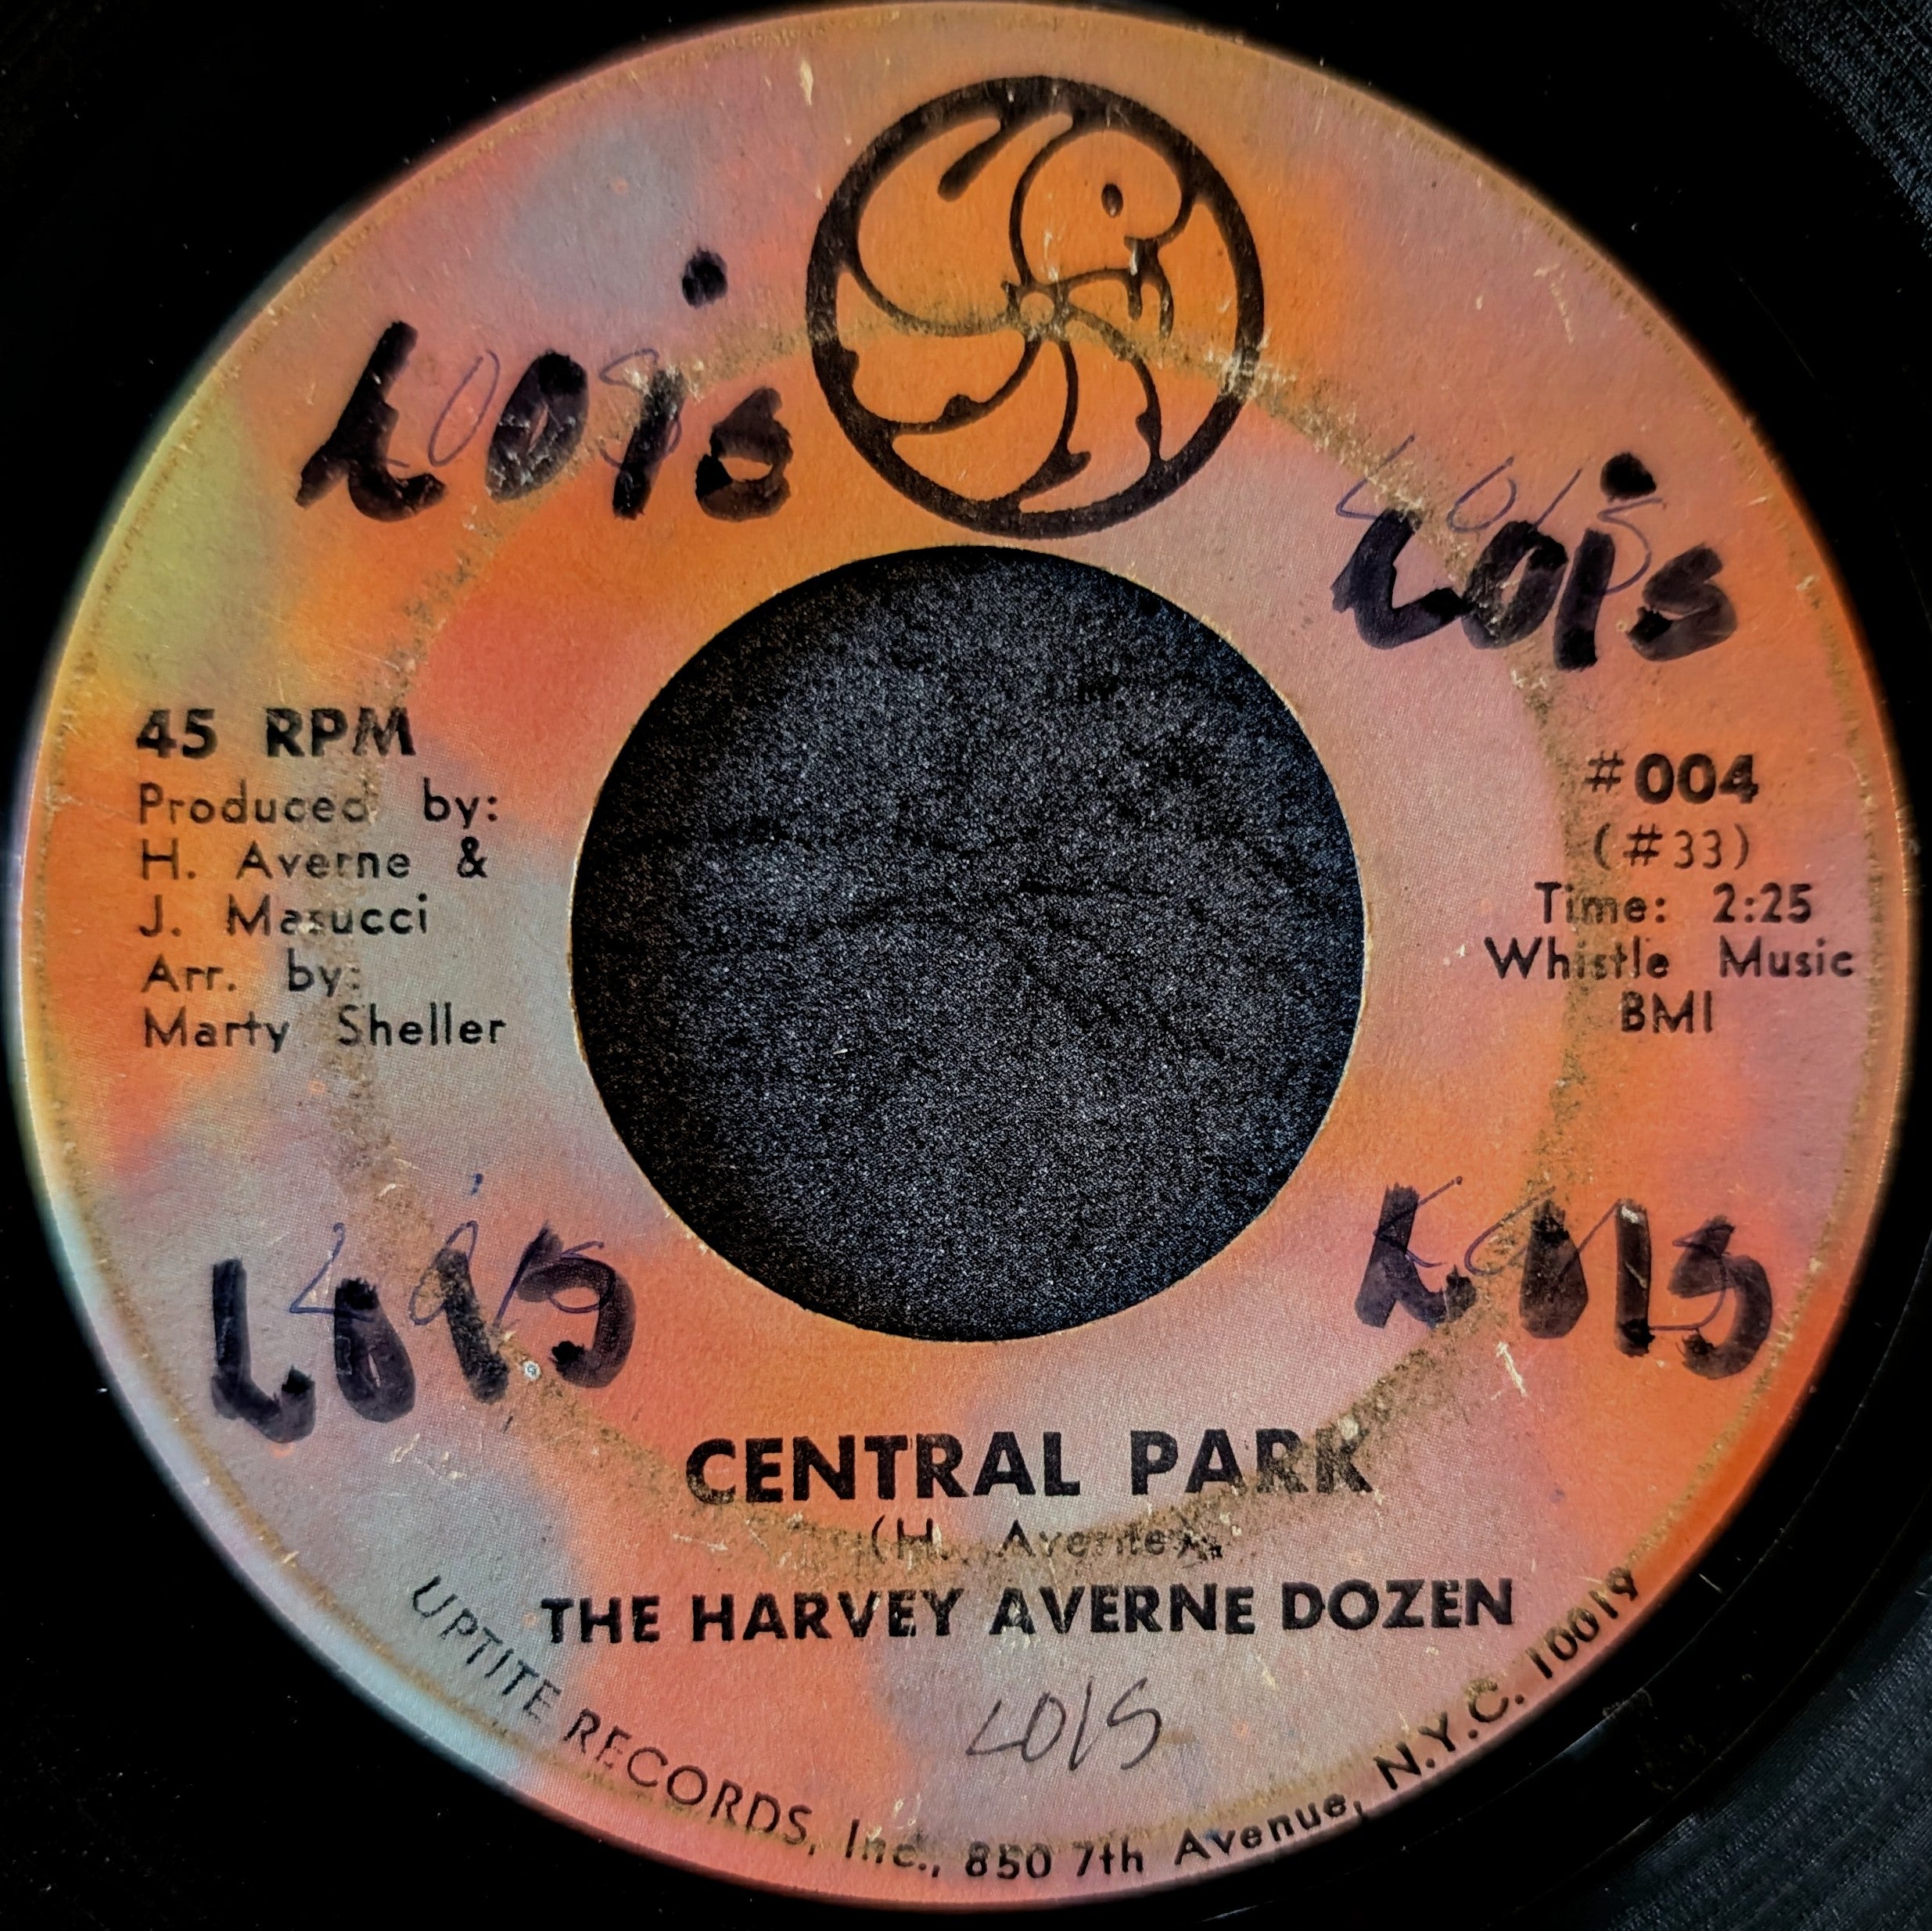 Lois
Lois
Lois
Lois
45 RPM
Produced by:
H. Averne &
J. Masucci
Arr. by:
Marty Sheller
#004
(#33)
Time: 2:25
Whistle Music
BMI
Lois
Lois
Lois
Lois
CENTRAL PARK
(H. Averne)
THE HARVEY AVERNE DOZEN
LOIS
UPTITE RECORDS, Inc., 850 7th Avenue, N.Y.C. 10019